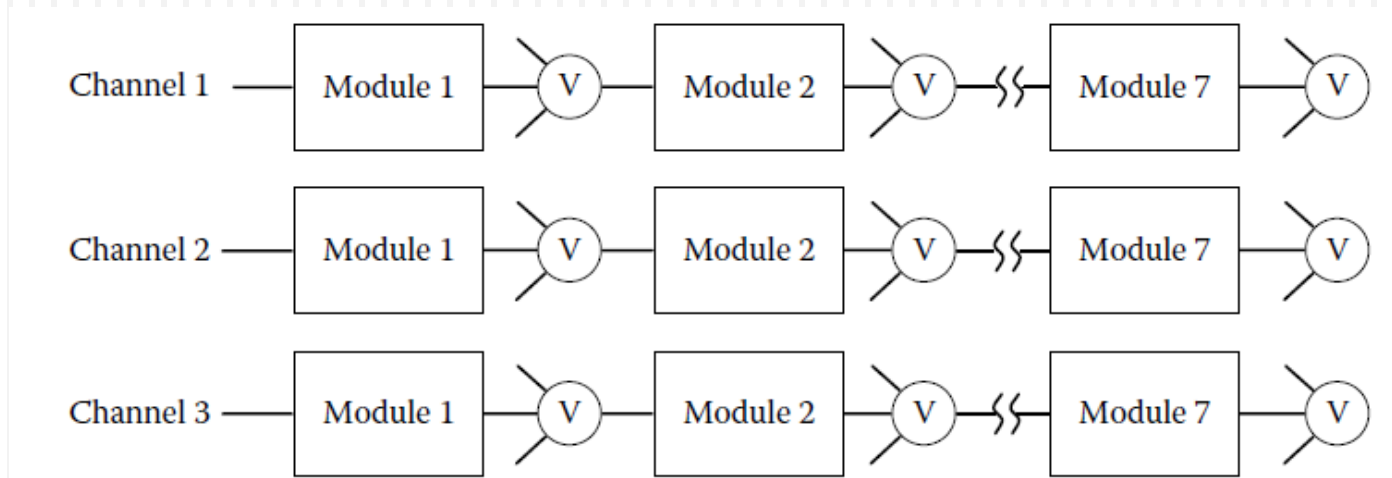 Channel 1 Module 1 V Module 2 V Module 7 V
Channel 2 Module 1 V Module 2 V Module 7 V
Channel 3 Module 1 V Module 2 V Module 7 V